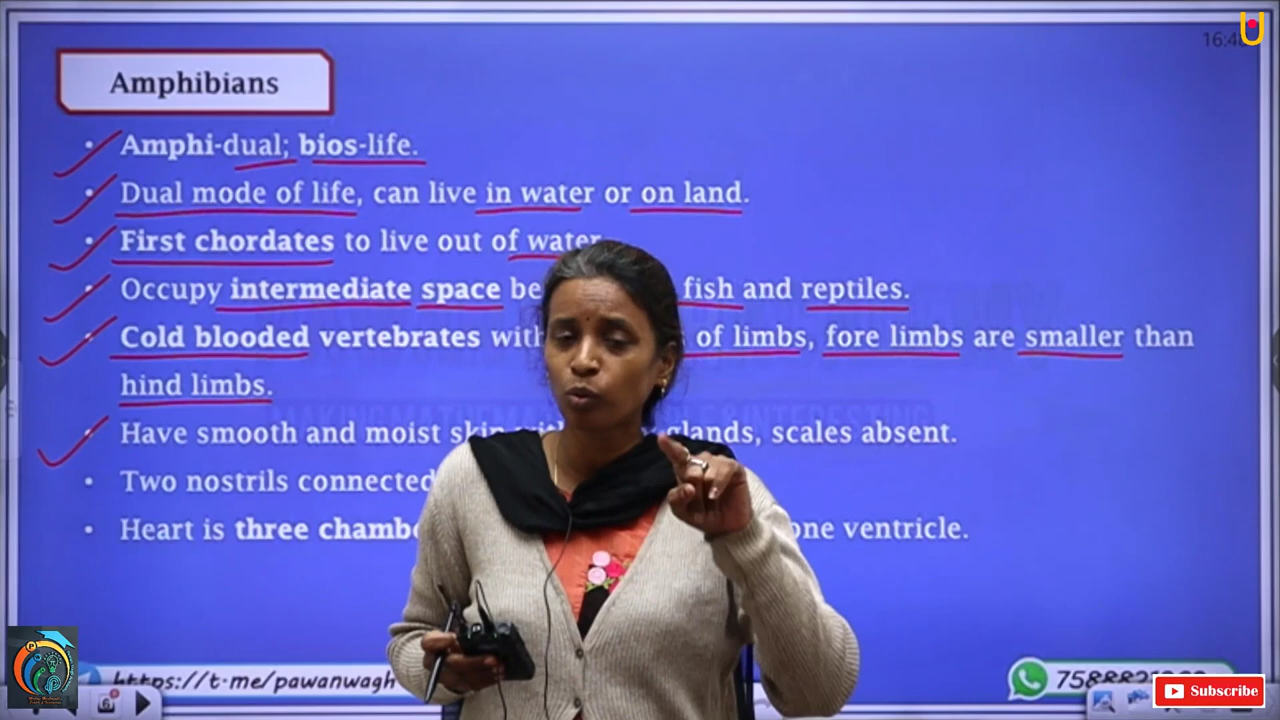 16:4
Amphibians
• Amphi-dual; bios-life.
• Dual mode of life, can live in water or on land.
• First chordates to live out of water
• Occupy intermediate space be fish and reptiles.
• Cold blooded vertebrates with of limbs, fore limbs are smaller than
hind limbs.
• Have smooth and moist skin glands, scales absent.
• Two nostrils connected
• Heart is three chamb one ventricle.
https://t.me/pawanwagh
Subscribe